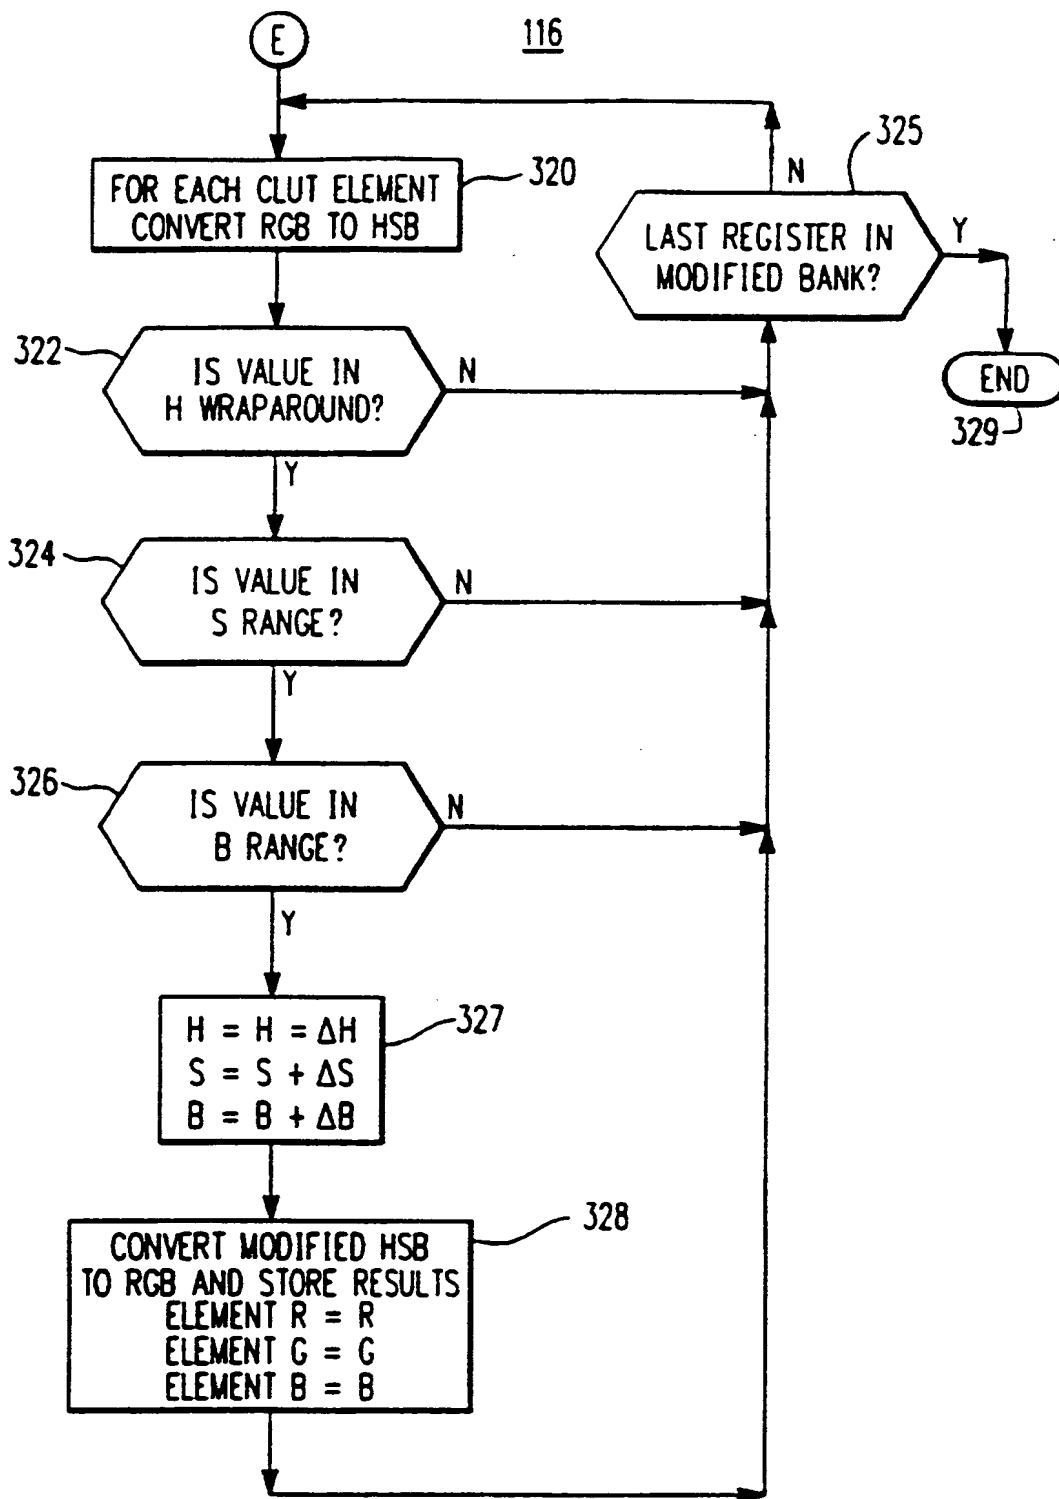 E
116
FOR EACH CLUT ELEMENT
CONVERT RGB TO HSB
320
325
N
LAST REGISTER IN
MODIFIED BANK?
Y
END
329
322
IS VALUE IN
H WRAPAROUND?
N
Y
324
IS VALUE IN
S RANGE?
N
Y
326
IS VALUE IN
B RANGE?
N
Y
H = H = ΔH
S = S + ΔS
B = B + ΔB
327
CONVERT MODIFIED HSB
TO RGB AND STORE RESULTS
ELEMENT R = R
ELEMENT G = G
ELEMENT B = B
328